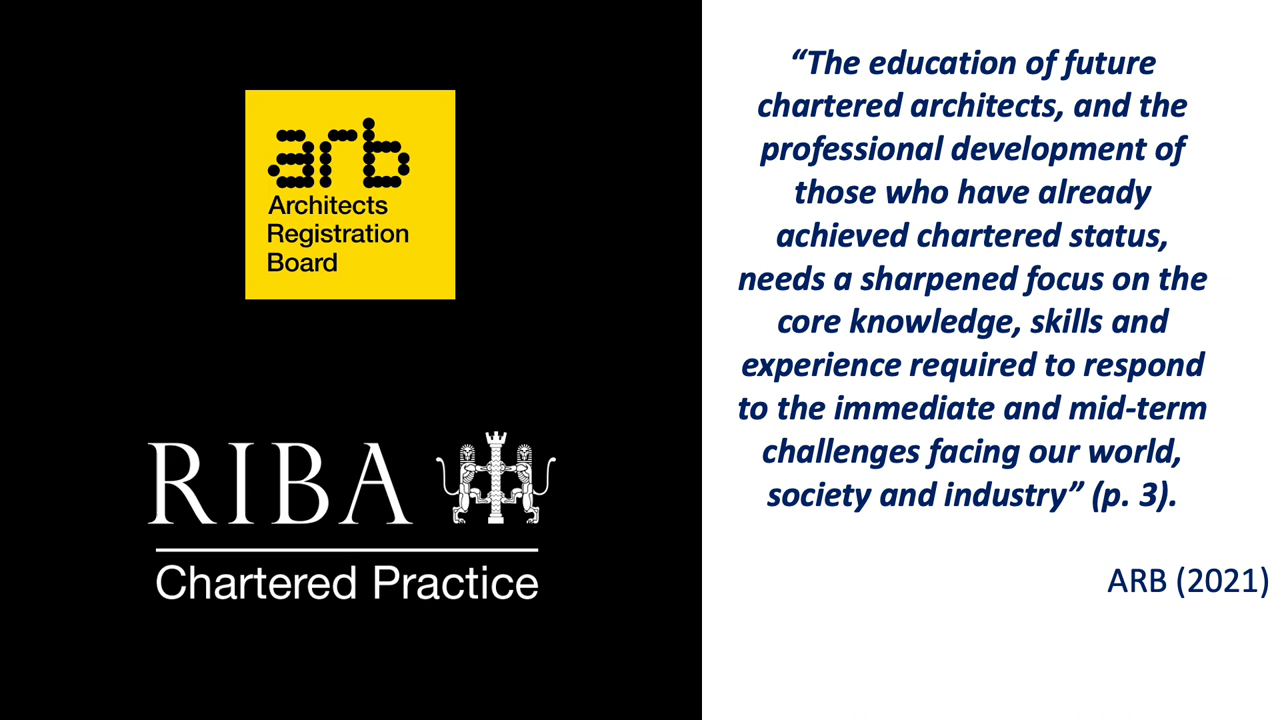 arb
Architects
Registration
Board
RIBA
Chartered Practice
“The education of future
chartered architects, and the
professional development of
those who have already
achieved chartered status,
needs a sharpened focus on the
core knowledge, skills and
experience required to respond
to the immediate and mid-term
challenges facing our world,
society and industry” (p. 3).
ARB (2021)